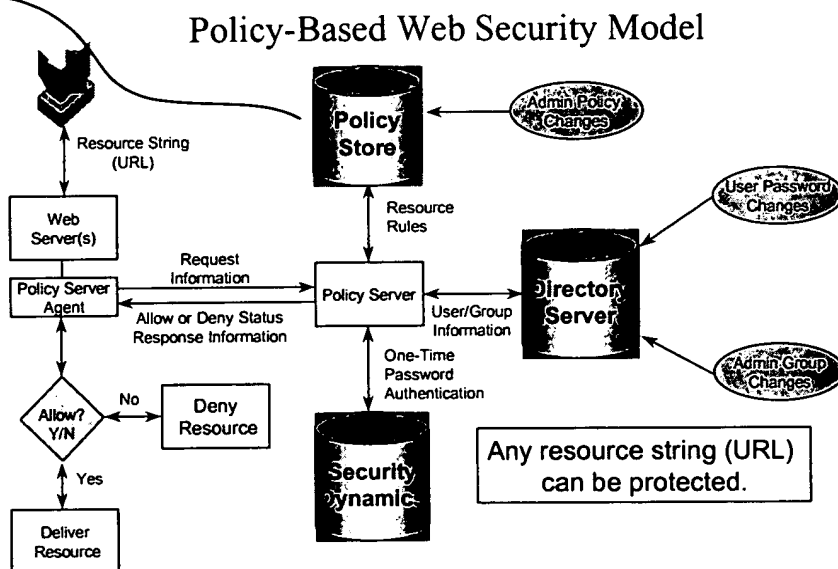 Policy-Based Web Security Model
Resource String
(URL)
Web
Server(s)
Policy Server
Agent
Allow?
Y/N
No
Deny
Resource
Yes
Deliver
Resource
Request
Information
Allow or Deny Status
Response Information
Policy
Store
Admin Policy
Changes
Resource
Rules
Policy Server
User/Group
Information
Directory
Server
User Password
Changes
Admin Group
Changes
One-Time
Password
Authentication
Security
Dynamic
Any resource string (URL)
can be protected.